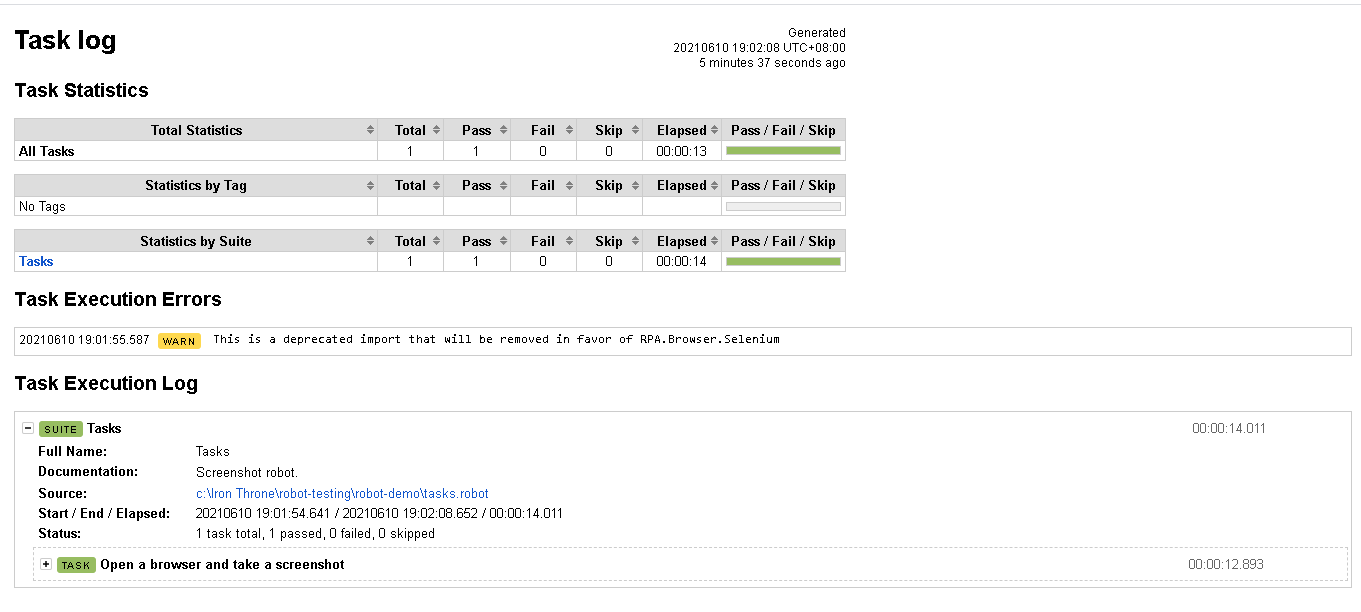 Task log
Generated
20210610 19:02:08 UTC+08:00
5 minutes 37 seconds ago
Task Statistics
Total Statistics Total Pass Fail Skip Elapsed Pass / Fail / Skip
All Tasks 1 1 0 0 00:00:13
Statistics by Tag Total Pass Fail Skip Elapsed Pass / Fail / Skip
No Tags
Statistics by Suite Total Pass Fail Skip Elapsed Pass / Fail / Skip
Tasks 1 1 0 0 00:00:14
Task Execution Errors
20210610 19:01:55.587 WARN This is a deprecated import that will be removed in favor of RPA.Browser.Selenium
Task Execution Log
SUITE Tasks 00:00:14.011
Full Name: Tasks
Documentation: Screenshot robot.
Source: c:\Iron Throne\robot-testing\robot-demo\tasks.robot
Start / End / Elapsed: 20210610 19:01:54.641 / 20210610 19:02:08.652 / 00:00:14.011
Status: 1 task total, 1 passed, 0 failed, 0 skipped
TASK Open a browser and take a screenshot 00:00:12.893